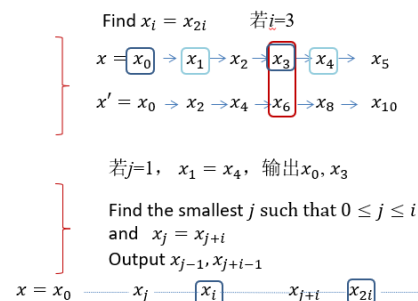 Find x_i = x_{2i} 若i=3
x = x_0 → x_1 → x_2 → x_3 → x_4 → x_5
x′ = x_0 → x_2 → x_4 → x_6 → x_8 → x_10
若j=1, x_1 = x_4, 输出x_0, x_3
Find the smallest j such that 0 ≤ j ≤ i
and x_j = x_{j+i}
Output x_{j−1}, x_{j+i−1}
x = x_0 x_j x_i x_{j+i} x_{2i}